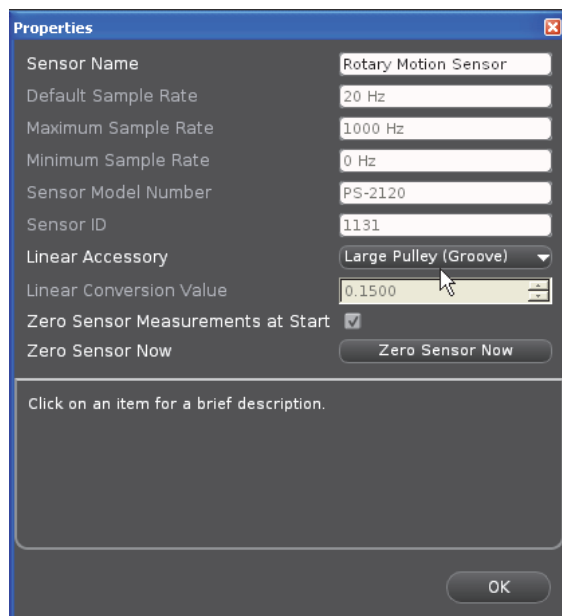 Properties
Sensor Name Rotary Motion Sensor
Default Sample Rate 20 Hz
Maximum Sample Rate 1000 Hz
Minimum Sample Rate 0 Hz
Sensor Model Number PS-2120
Sensor ID 1131
Linear Accessory Large Pulley (Groove)
Linear Conversion Value 0.1500
Zero Sensor Measurements at Start
Zero Sensor Now Zero Sensor Now
Click on an item for a brief description.
OK